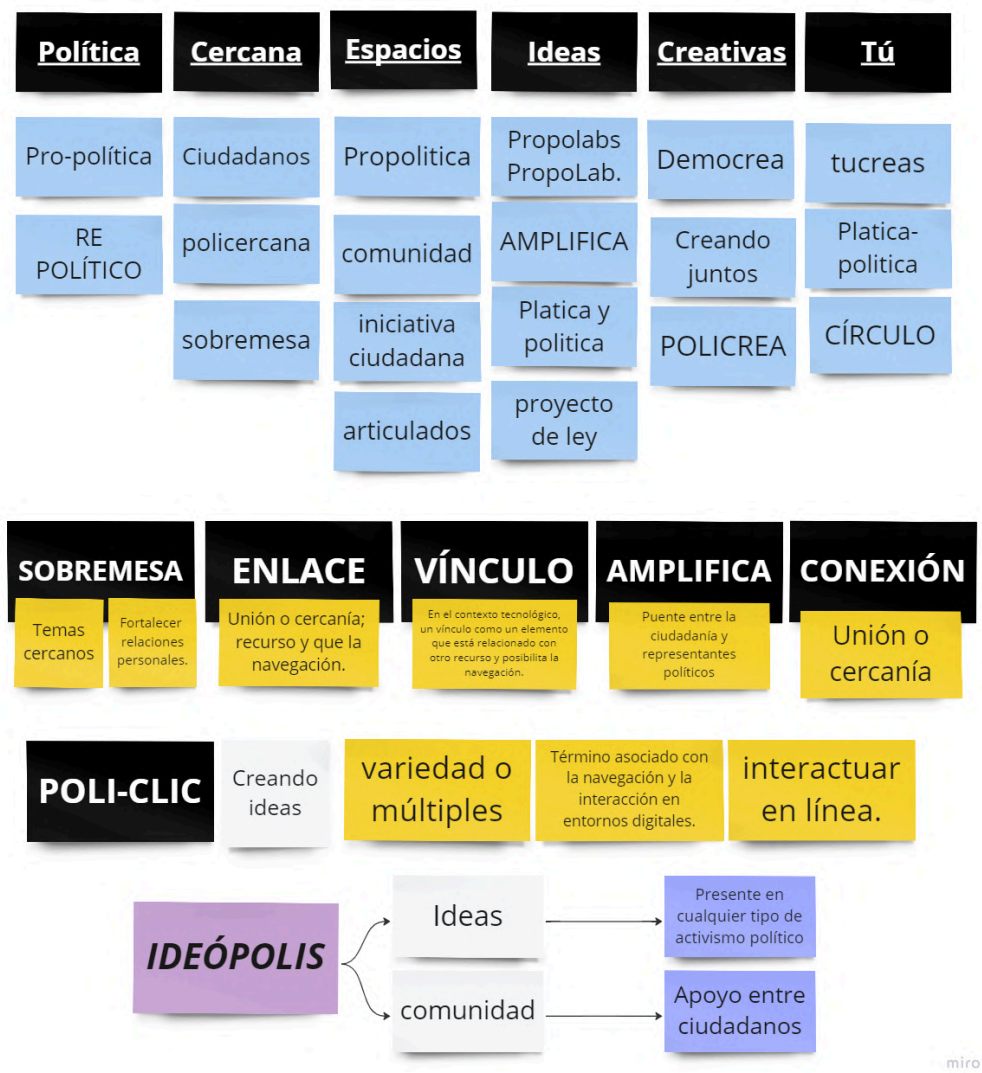 Política
Cercana
Espacios
Ideas
Creativas
Tú
Pro-política
RE
POLÍTICO
Ciudadanos
policercana
sobremesa
Propolitica
comunidad
iniciativa
ciudadana
articulados
Propolabs
PropoLab.
AMPLIFICA
Platica y
politica
proyecto
de ley
Democrea
Creando
juntos
POLICREA
tucreas
Platica-
politica
CÍRCULO
SOBREMESA
Temas
cercanos
Fortalecer
relaciones
personales.
ENLACE
Unión o cercanía;
recurso y que la
navegación.
VÍNCULO
En el contexto tecnológico,
un vínculo como un elemento
que está relacionado con
otro recurso y posibilita la
navegación.
AMPLIFICA
Puente entre la
ciudadanía y
representantes
políticos
CONEXIÓN
Unión o
cercanía
POLI-CLIC
Creando
ideas
variedad o
múltiples
Término asociado con
la navegación y la
interacción en
entornos digitales.
interactuar
en línea.
IDEÓPOLIS
Ideas
Presente en
cualquier tipo de
activismo político
comunidad
Apoyo entre
ciudadanos
miro